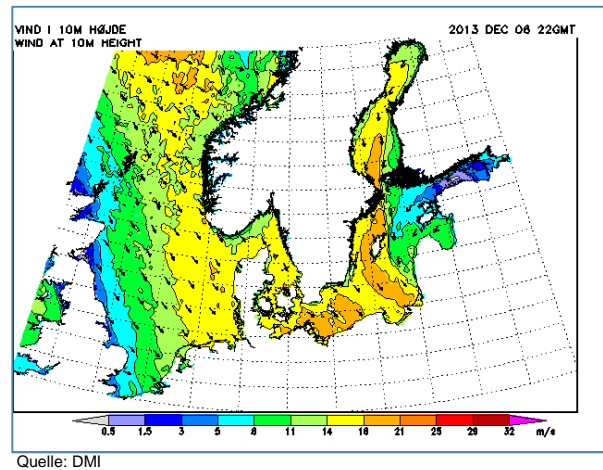 VIND I 10M HØJDE
WIND AT 10M HEIGHT
2013 DEC 06 22GMT
0.5 1.5 3 5 8 11 14 18 21 25 28 32 m/s
Quelle: DMI